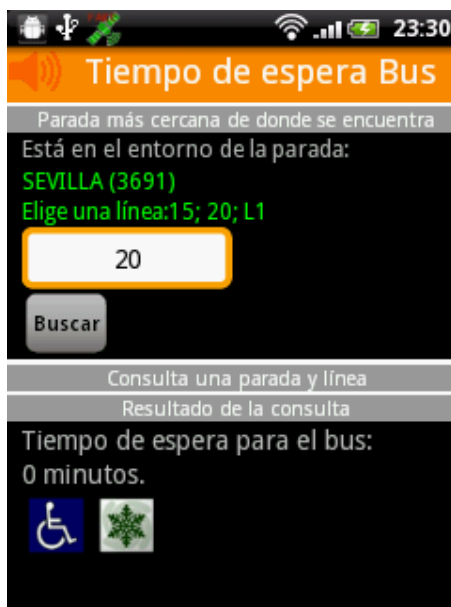 23:30
Tiempo de espera Bus
Parada más cercana de donde se encuentra
Está en el entorno de la parada:
SEVILLA (3691)
Elige una línea:15; 20; L1
20
Buscar
Consulta una parada y línea
Resultado de la consulta
Tiempo de espera para el bus:
0 minutos.